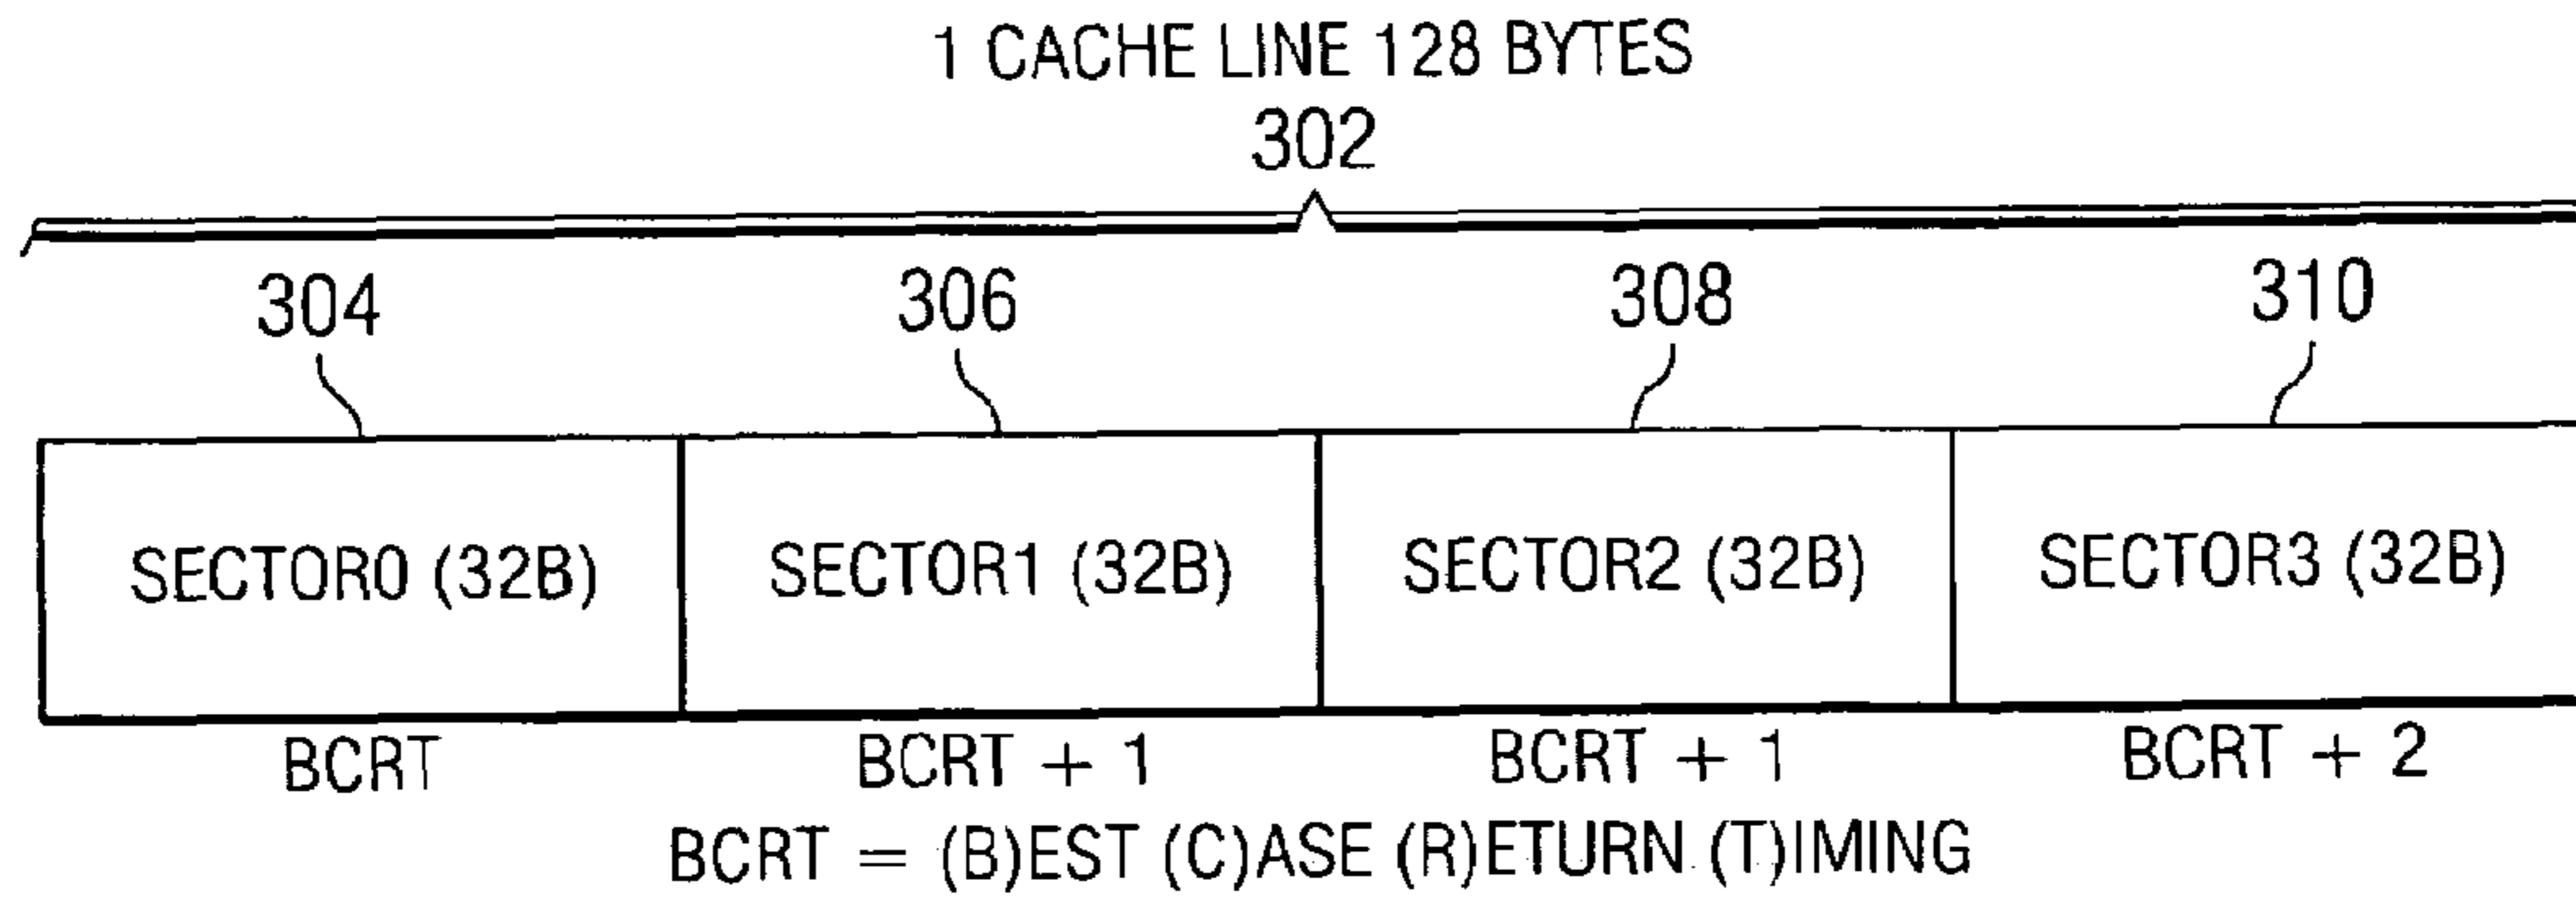 1 CACHE LINE 128 BYTES
302
304 306 308 310
SECTOR0 (32B) SECTOR1 (32B) SECTOR2 (32B) SECTOR3 (32B)
BCRT BCRT + 1 BCRT + 1 BCRT + 2
BCRT = (B)EST (C)ASE (R)ETURN (T)IMING